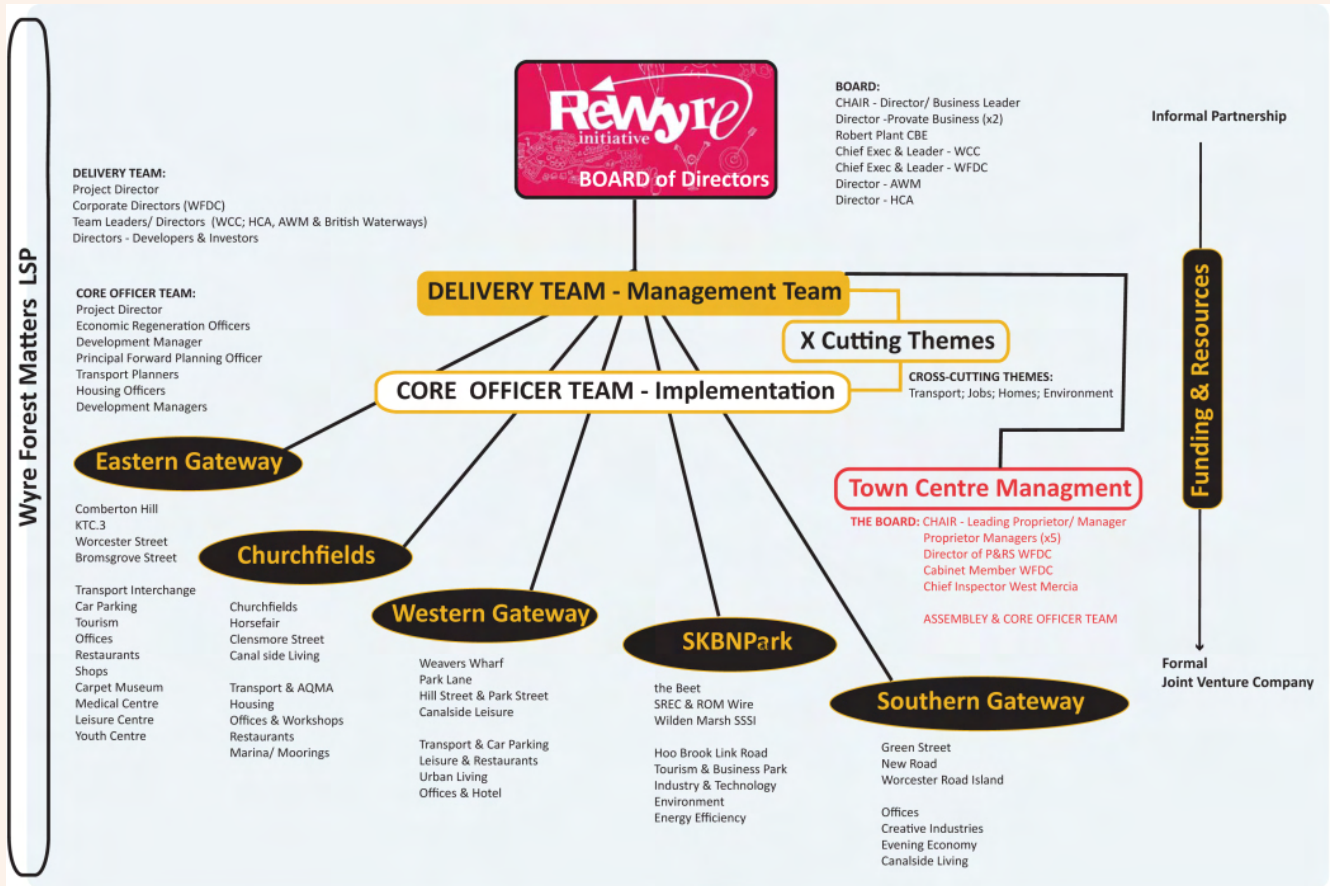 Wyre Forest Matters LSP
ReWyre
initiative
BOARD of Directors
BOARD:
CHAIR - Director/ Business Leader
Director -Provate Business (x2)
Robert Plant CBE
Chief Exec & Leader - WCC
Chief Exec & Leader - WFDC
Director - AWM
Director - HCA
Informal Partnership
Funding & Resources
Formal
Joint Venture Company
DELIVERY TEAM:
Project Director
Corporate Directors (WFDC)
Team Leaders/ Directors (WCC; HCA, AWM & British Waterways)
Directors - Developers & Investors
DELIVERY TEAM - Management Team
CORE OFFICER TEAM:
Project Director
Economic Regeneration Officers
Development Manager
Principal Forward Planning Officer
Transport Planners
Housing Officers
Development Managers
X Cutting Themes
CORE OFFICER TEAM - Implementation
CROSS-CUTTING THEMES:
Transport; Jobs; Homes; Environment
Town Centre Managment
THE BOARD: CHAIR - Leading Proprietor/ Manager
Proprietor Managers (x5)
Director of P&RS WFDC
Cabinet Member WFDC
Chief Inspector West Mercia
ASSEMBLEY & CORE OFFICER TEAM
Eastern Gateway
Comberton Hill
KTC.3
Worcester Street
Bromsgrove Street
Transport Interchange
Car Parking
Tourism
Offices
Restaurants
Shops
Carpet Museum
Medical Centre
Leisure Centre
Youth Centre
Churchfields
Churchfields
Horsefair
Clensmore Street
Canal side Living
Transport & AQMA
Housing
Offices & Workshops
Restaurants
Marina/ Moorings
Western Gateway
Weavers Wharf
Park Lane
Hill Street & Park Street
Canalside Leisure
Transport & Car Parking
Leisure & Restaurants
Urban Living
Offices & Hotel
SKBNPark
the Beet
SREC & ROM Wire
Wilden Marsh SSSI
Hoo Brook Link Road
Tourism & Business Park
Industry & Technology
Environment
Energy Efficiency
Southern Gateway
Green Street
New Road
Worcester Road Island
Offices
Creative Industries
Evening Economy
Canalside Living